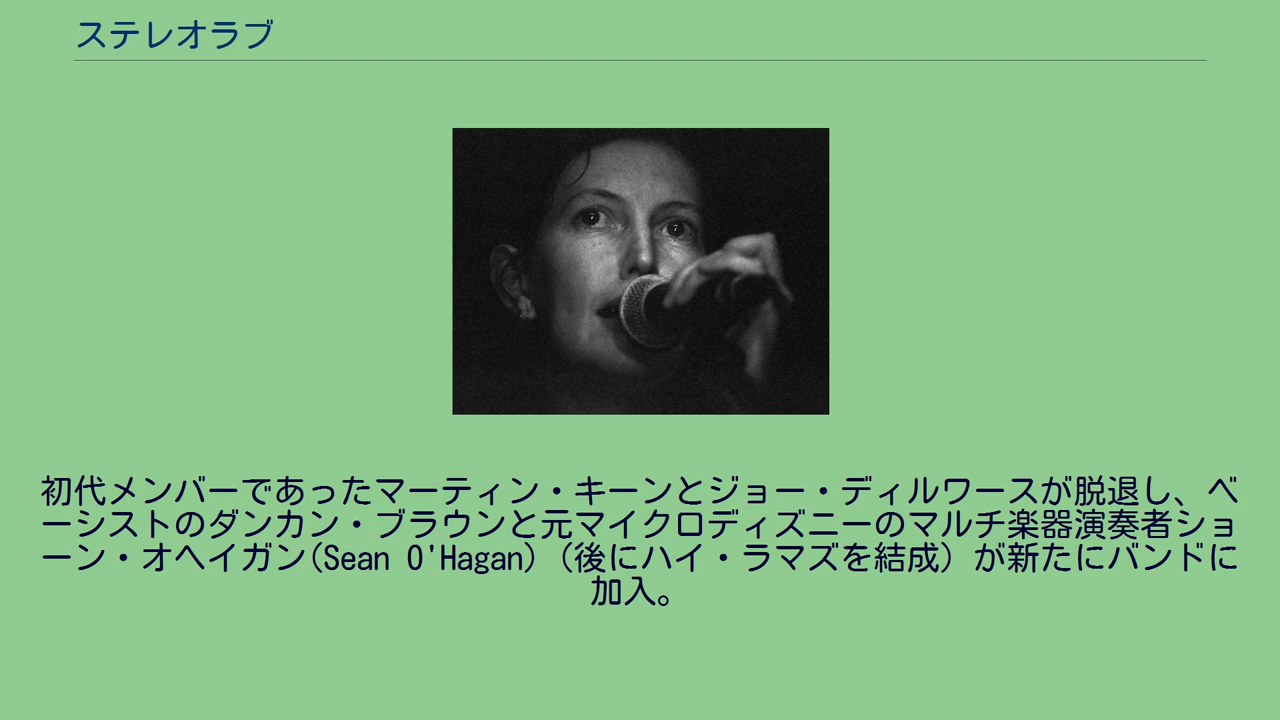 ステレオラブ
初代メンバーであったマーティン・キーンとジョー・ディルワースが脱退し、ベ
ーシストのダンカン・ブラウンと元マイクロディズニーのマルチ楽器演奏者ショ
ーン・オヘイガン(Sean O'Hagan)（後にハイ・ラマズを結成）が新たにバンドに
加入。